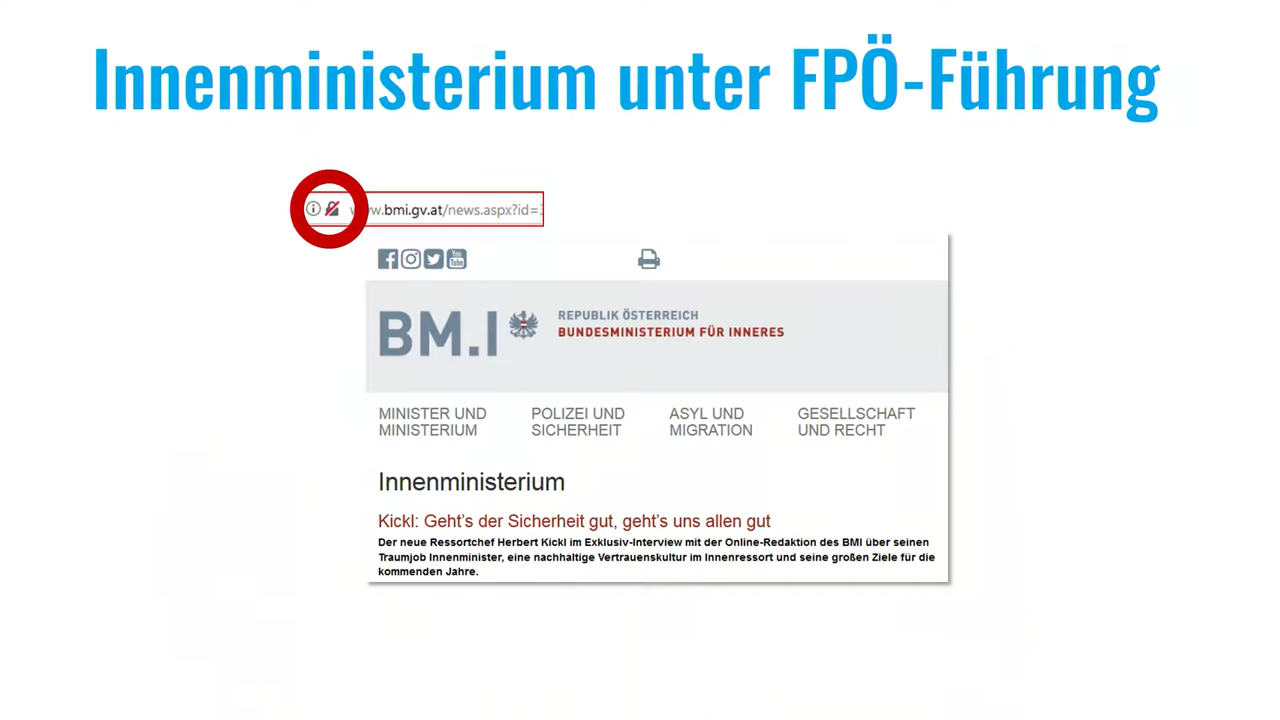 Innenministerium unter FPÖ-Führung
www.bmi.gv.at/news.aspx?id=
You Tube
BM.I
REPUBLIK ÖSTERREICH
BUNDESMINISTERIUM FÜR INNERES
MINISTER UND MINISTERIUM
POLIZEI UND SICHERHEIT
ASYL UND MIGRATION
GESELLSCHAFT UND RECHT
Innenministerium
Kickl: Geht's der Sicherheit gut, geht's uns allen gut
Der neue Ressortchef Herbert Kickl im Exklusiv-Interview mit der Online-Redaktion des BMI über seinen
Traumjob Innenminister, eine nachhaltige Vertrauenskultur im Innenressort und seine großen Ziele für die
kommenden Jahre.